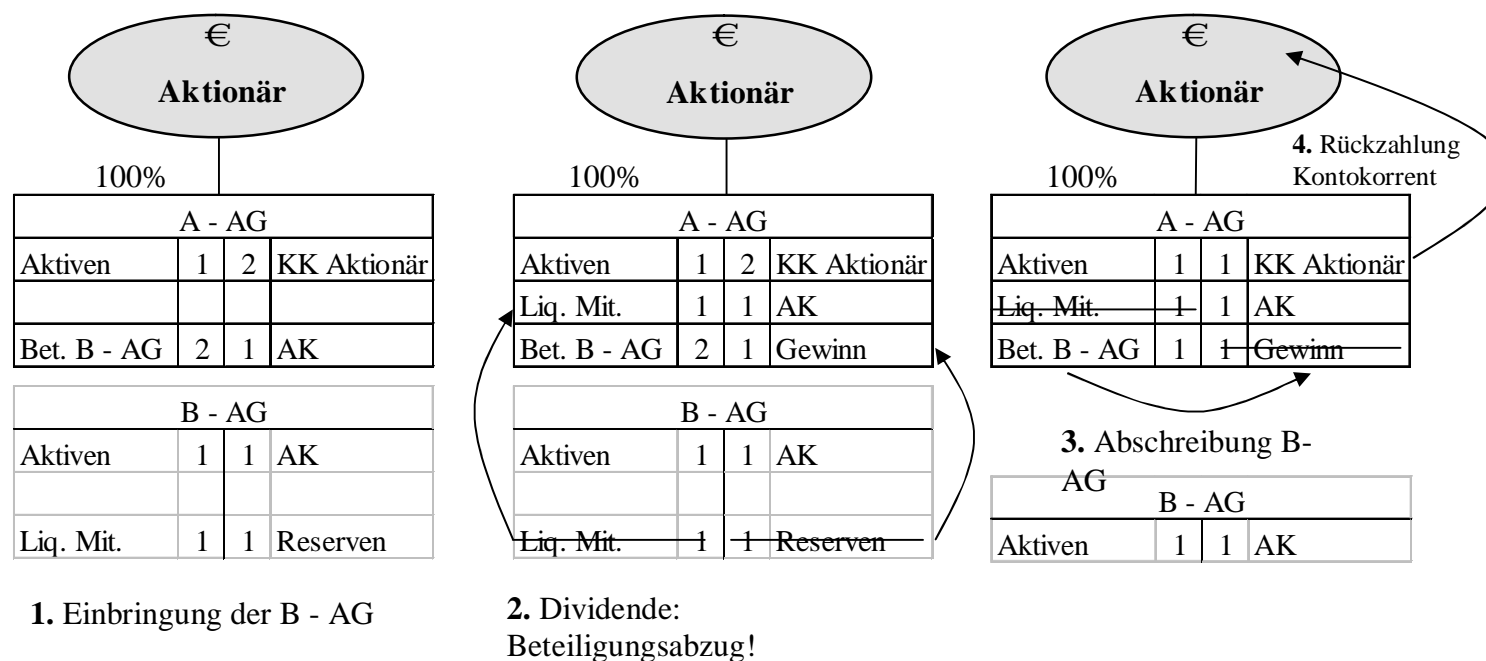 €
Aktionär
100%
A - AG
Aktiven 1 2 KK Aktionär
Bet. B - AG 2 1 AK
B - AG
Aktiven 1 1 AK
Liq. Mit. 1 1 Reserven
1. Einbringung der B - AG
€
Aktionär
100%
A - AG
Aktiven 1 2 KK Aktionär
Liq. Mit. 1 1 AK
Bet. B - AG 2 1 Gewinn
B - AG
Aktiven 1 1 AK
Liq. Mit. 1 1 Reserven
2. Dividende:
Beteiligungsabzug!
€
Aktionär
4. Rückzahlung
Kontokorrent
100%
A - AG
Aktiven 1 1 KK Aktionär
Liq. Mit. 1 1 AK
Bet. B - AG 1 1 Gewinn
3. Abschreibung B-
AG
B - AG
Aktiven 1 1 AK